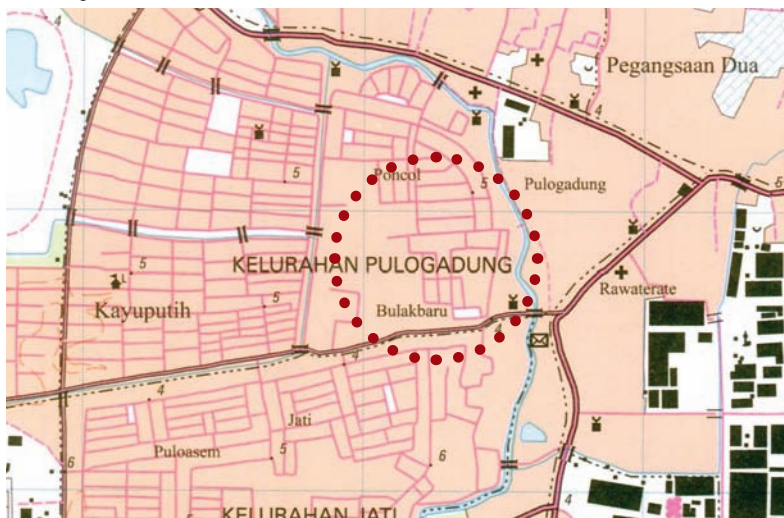 4
Pegangsaan Dua
4
5
Poncol
5
Pulogadung
5
KELURAHAN PULOGADUNG
5
Rawaterate
Kayuputih
5
Bulakbaru
4
4
4
Jati
Puloasem
5
6
6
4
KELURAHAN JATI